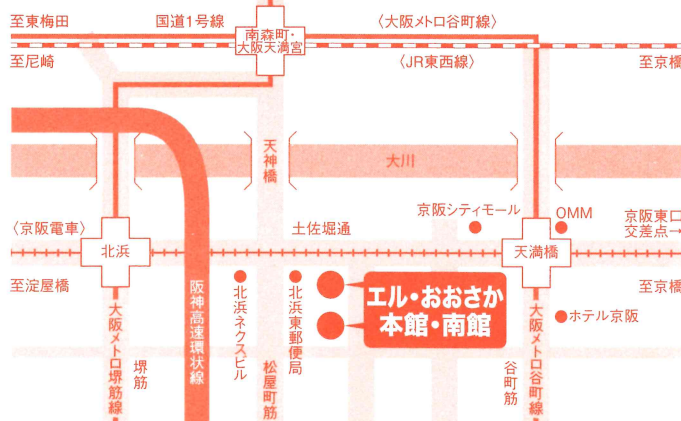 至東梅田
国道1号線
南森町・
大阪天満宮
〈大阪メトロ谷町線〉
至尼崎
〈JR東西線〉
至京橋
天神橋
大川
京阪シティモール
OMM
京阪東口
交差点→
〈京阪電車〉
北浜
土佐堀通
天満橋
至淀屋橋
阪神高速環状線
北浜ネクスビル
北浜東郵便局
エル・おおさか
本館・南館
至京橋
ホテル京阪
大阪メトロ堺筋線
堺筋
松屋町筋
谷町筋
大阪メトロ谷町線